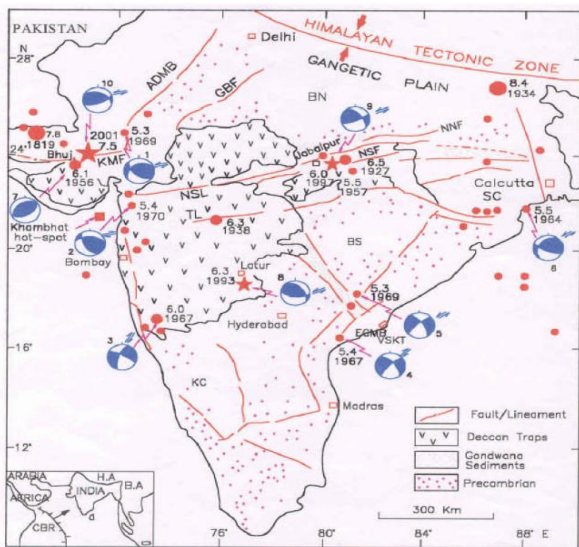 PAKISTAN
HIMALAYAN TECTONIC ZONE
Delhi
28°
N
GANGETIC PLAIN
ADMB
GBF
BN
10
9
8.4
1934
7.8
1819
2001
7.5
5.3
1969
24°
Bhuj
KMF
1
Jabalpur
NSF
NNF
6.5
1927
6.0
1997
5.5
1957
6.1
1956
Calcutta
SC
NSL
5.4
1970
TL
6.3
1938
5.5
1964
Khambhat
hot-spat
20°
2
Bombay
BS
6
Latur
6.3
1993
8
5.3
1969
6.0
1967
Hyderabad
EGMB
VSKT
5
3
16°
5.4
1967
4
KC
Madras
Fault/Lineament
Deccan Traps
Gondwana
Sediments
Precambrian
12°
300 Km
ARABIA
H.A
INDIA
B.A
AFRICA
CBR
76°
80°
84°
88° E